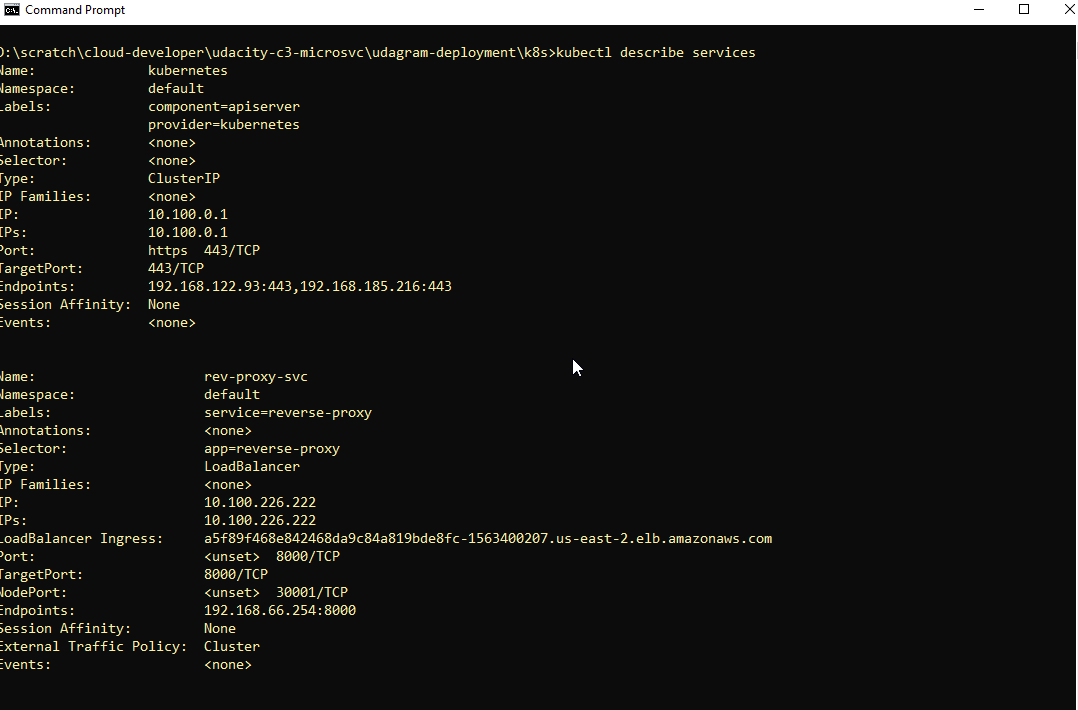 Command Prompt
D:\scratch\cloud-developer\udacity-c3-microsvc\udagram-deployment\k8s>kubectl describe services
Name: kubernetes
Namespace: default
Labels: component=apiserver
provider=kubernetes
Annotations: <none>
Selector: <none>
Type: ClusterIP
IP Families: <none>
IP: 10.100.0.1
IPs: 10.100.0.1
Port: https 443/TCP
TargetPort: 443/TCP
Endpoints: 192.168.122.93:443,192.168.185.216:443
Session Affinity: None
Events: <none>
Name: rev-proxy-svc
Namespace: default
Labels: service=reverse-proxy
Annotations: <none>
Selector: app=reverse-proxy
Type: LoadBalancer
IP Families: <none>
IP: 10.100.226.222
IPs: 10.100.226.222
LoadBalancer Ingress: a5f89f468e842468da9c84a819bde8fc-1563400207.us-east-2.elb.amazonaws.com
Port: <unset> 8000/TCP
TargetPort: 8000/TCP
NodePort: <unset> 30001/TCP
Endpoints: 192.168.66.254:8000
Session Affinity: None
External Traffic Policy: Cluster
Events: <none>